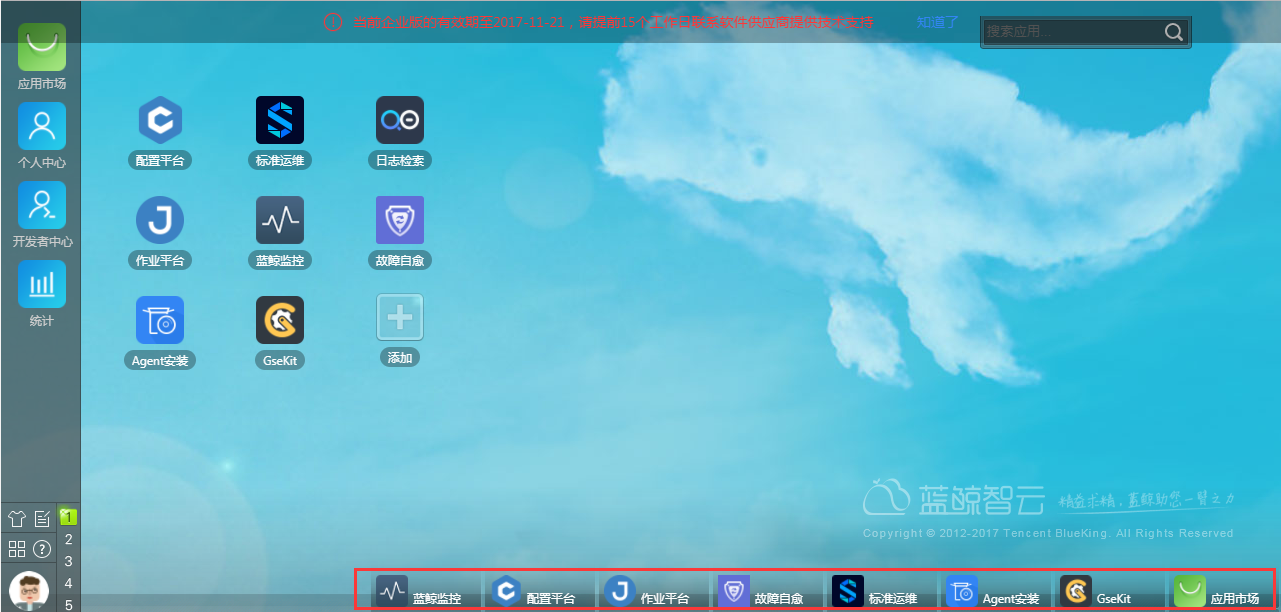 当前企业版的有效期至2017-11-21，请提前15个工作日联系软件供应商提供技术支持 知道了
搜索应用...
应用市场
个人中心
开发者中心
统计
配置平台 标准运维 日志检索
作业平台 蓝鲸监控 故障自愈
Agent安装 GseKit 添加
蓝鲸智云 精益求精，蓝鲸助您一臂之力
Copyright © 2012-2017 Tencent BlueKing. All Rights Reserved.
1
2
3
4
5
蓝鲸监控 配置平台 作业平台 故障自愈 标准运维 Agent安装 GseKit 应用市场